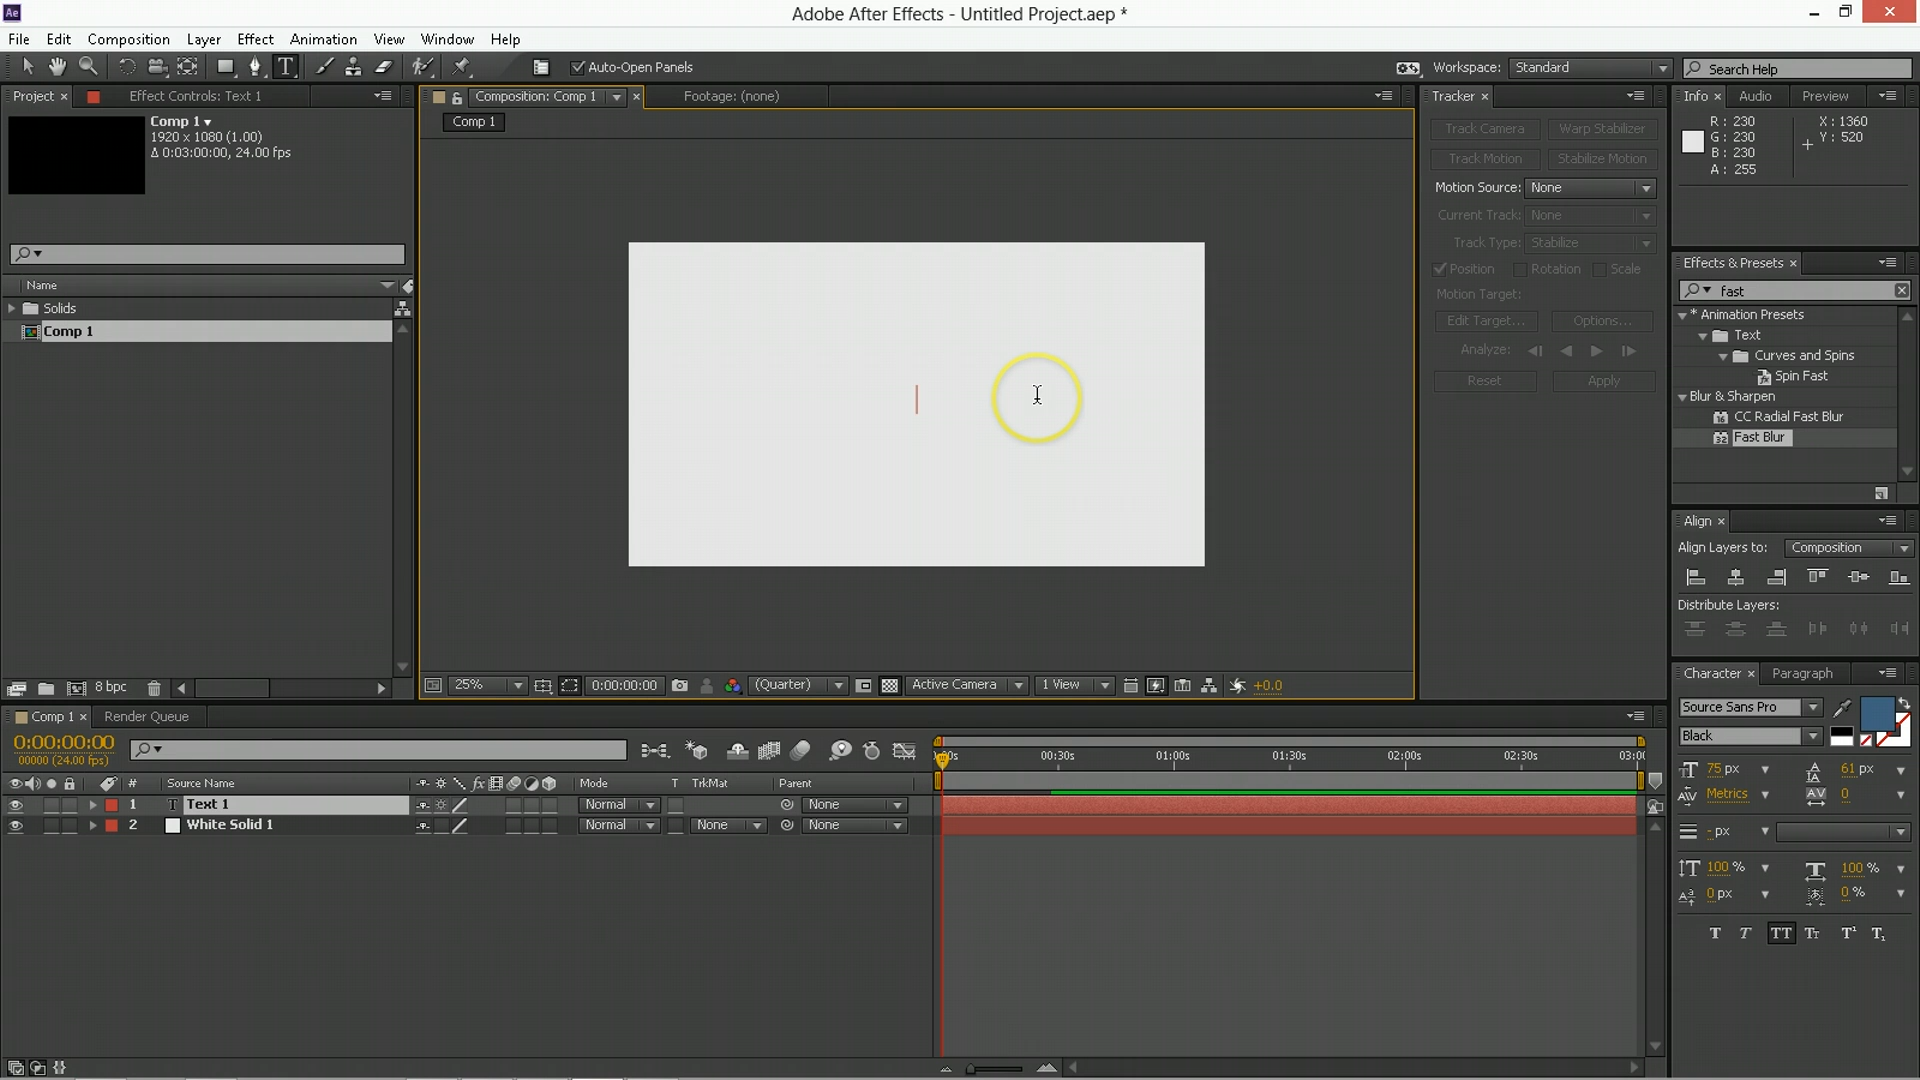 Ae Adobe After Effects - Untitled Project.aep *
File Edit Composition Layer Effect Animation View Window Help
Auto-Open Panels Workspace: Standard Search Help
Project × Effect Controls: Text 1
Comp 1
1920 x 1080 (1.00)
Δ 0:03:00:00, 24.00 fps
Name
Solids
Comp 1
8 bpc
Composition: Comp 1 × Footage: (none)
Comp 1
25% 0:00:00:00 (Quarter) Active Camera 1 View +0.0
Tracker ×
Track Camera Warp Stabilizer
Track Motion Stabilize Motion
Motion Source: None
Current Track: None
Track Type: Stabilize
Position Rotation Scale
Motion Target:
Edit Target... Options...
Analyze:
Reset Apply
Info × Audio Preview
R: 230 X: 1360
G: 230 Y: 520
B: 230
A: 255
Effects & Presets ×
fast
* Animation Presets
Text
Curves and Spins
Spin Fast
Blur & Sharpen
CC Radial Fast Blur
Fast Blur
Align ×
Align Layers to: Composition
Distribute Layers:
Character × Paragraph
Source Sans Pro
Black
75 px 61 px
Metrics 0
- px
100 % 100 %
0 px 0 %
T T TT Tt T¹ T₁
Comp 1 × Render Queue
0:00:00:00
00000 (24.00 fps)
00s 00:30s 01:00s 01:30s 02:00s 02:30s 03:0
# Source Name fx Mode T TrkMat Parent
1 T Text 1 Normal None
2 White Solid 1 Normal None None